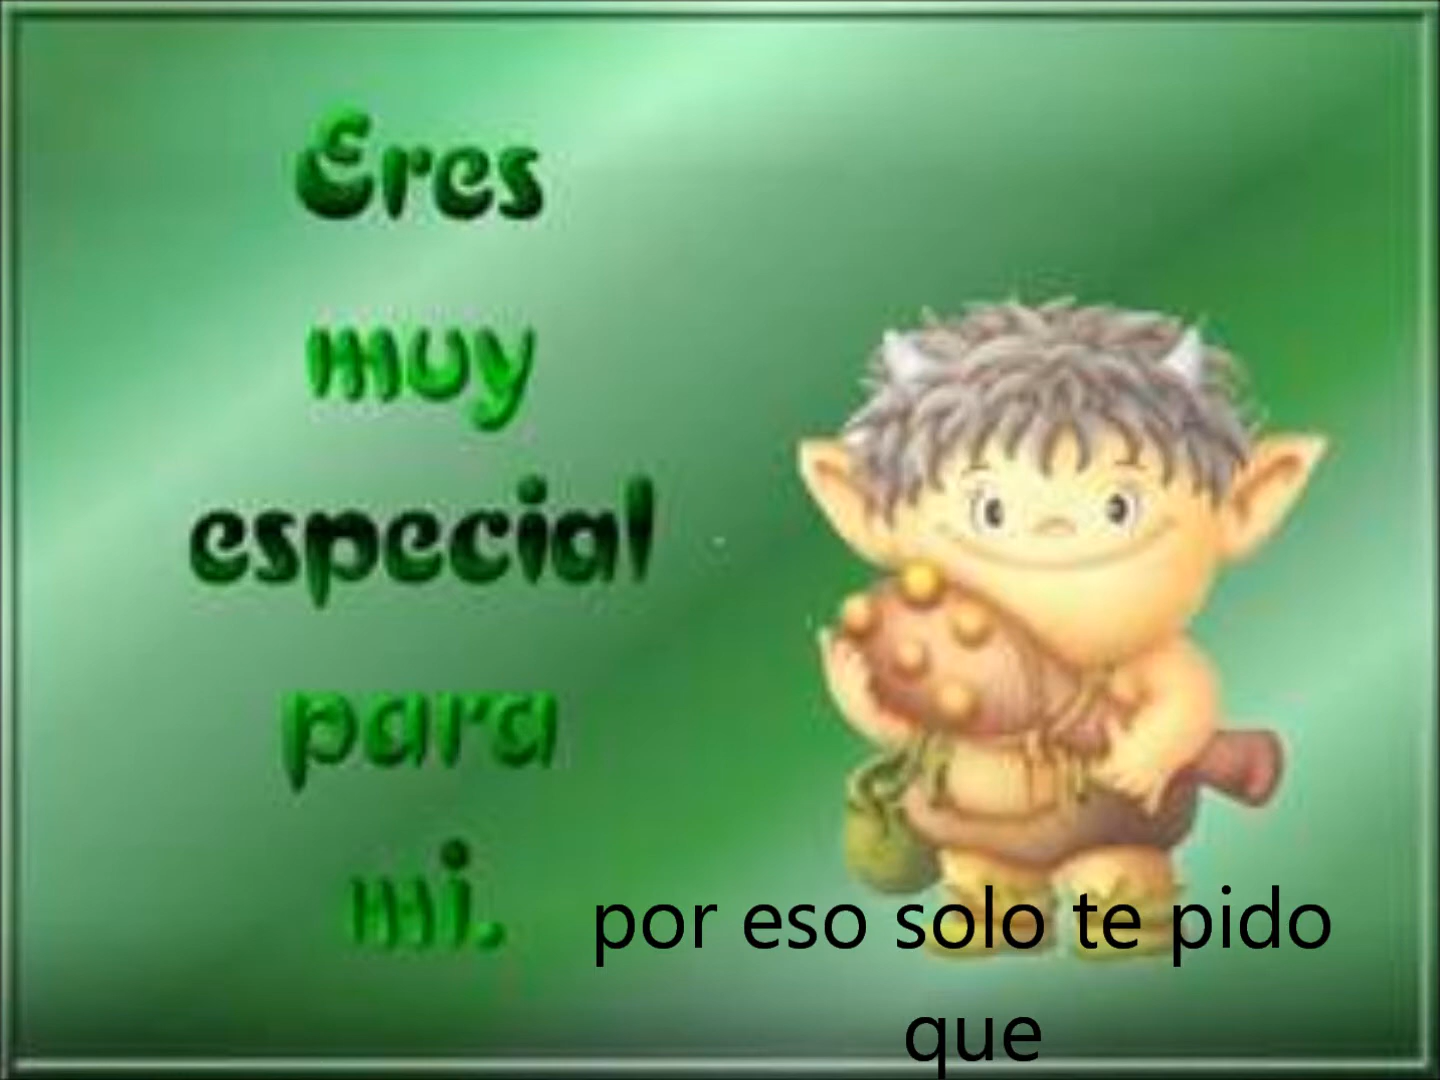 Eres
muy
especial
para
mi.
por eso solo te pido
que